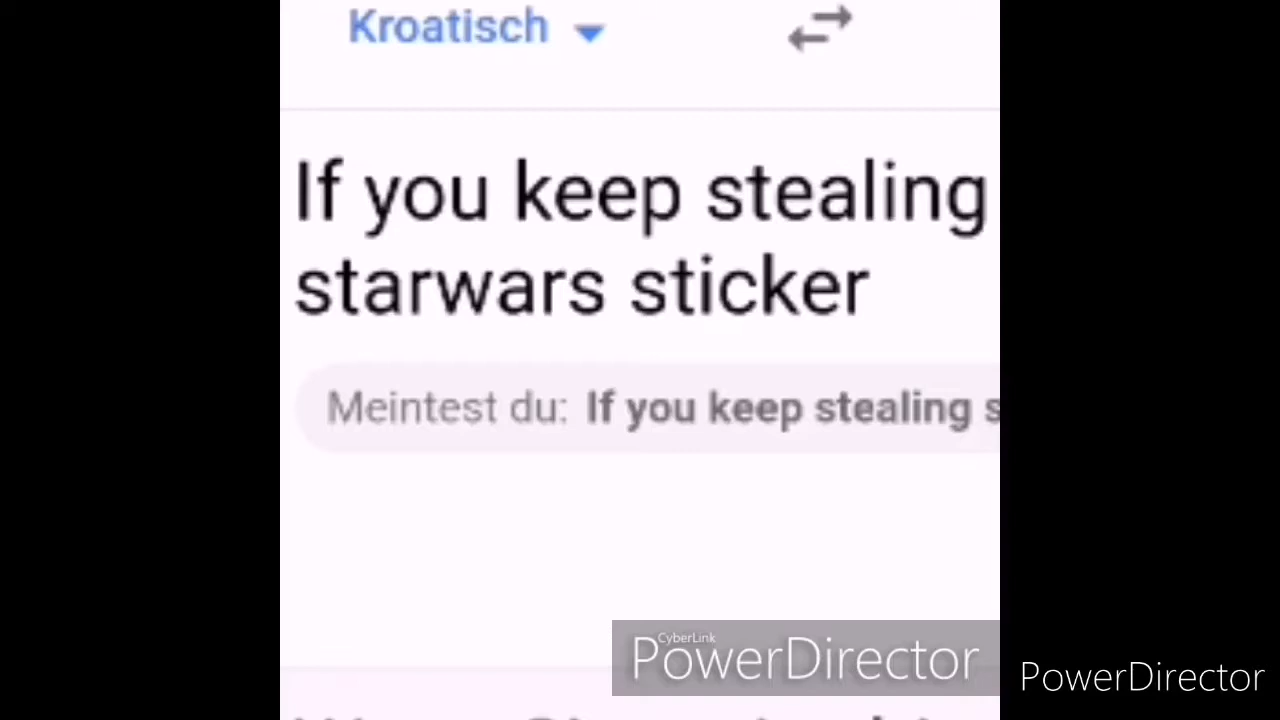 Kroatisch
If you keep stealing
starwars sticker
Meintest du: If you keep stealing s
CyberLink
PowerDirector
PowerDirector